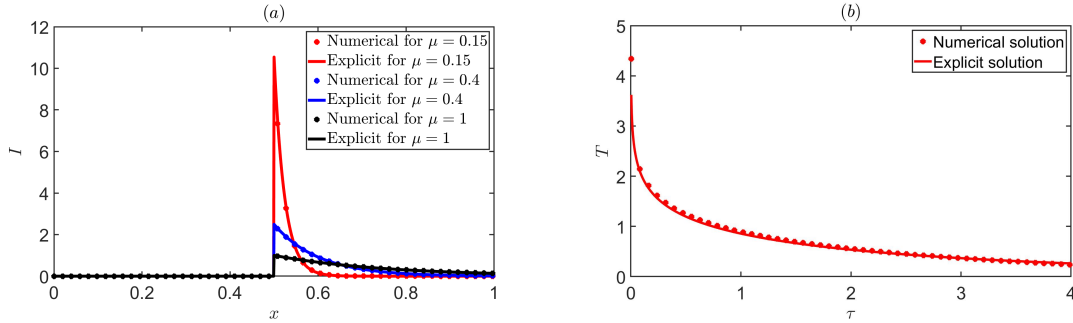 (a)
12
10
8
6
4
2
0
I
0 0.2 0.4 0.6 0.8 1
x
Numerical for μ = 0.15
Explicit for μ = 0.15
Numerical for μ = 0.4
Explicit for μ = 0.4
Numerical for μ = 1
Explicit for μ = 1
(b)
5
4
3
2
1
0
T
0 1 2 3 4
τ
Numerical solution
Explicit solution